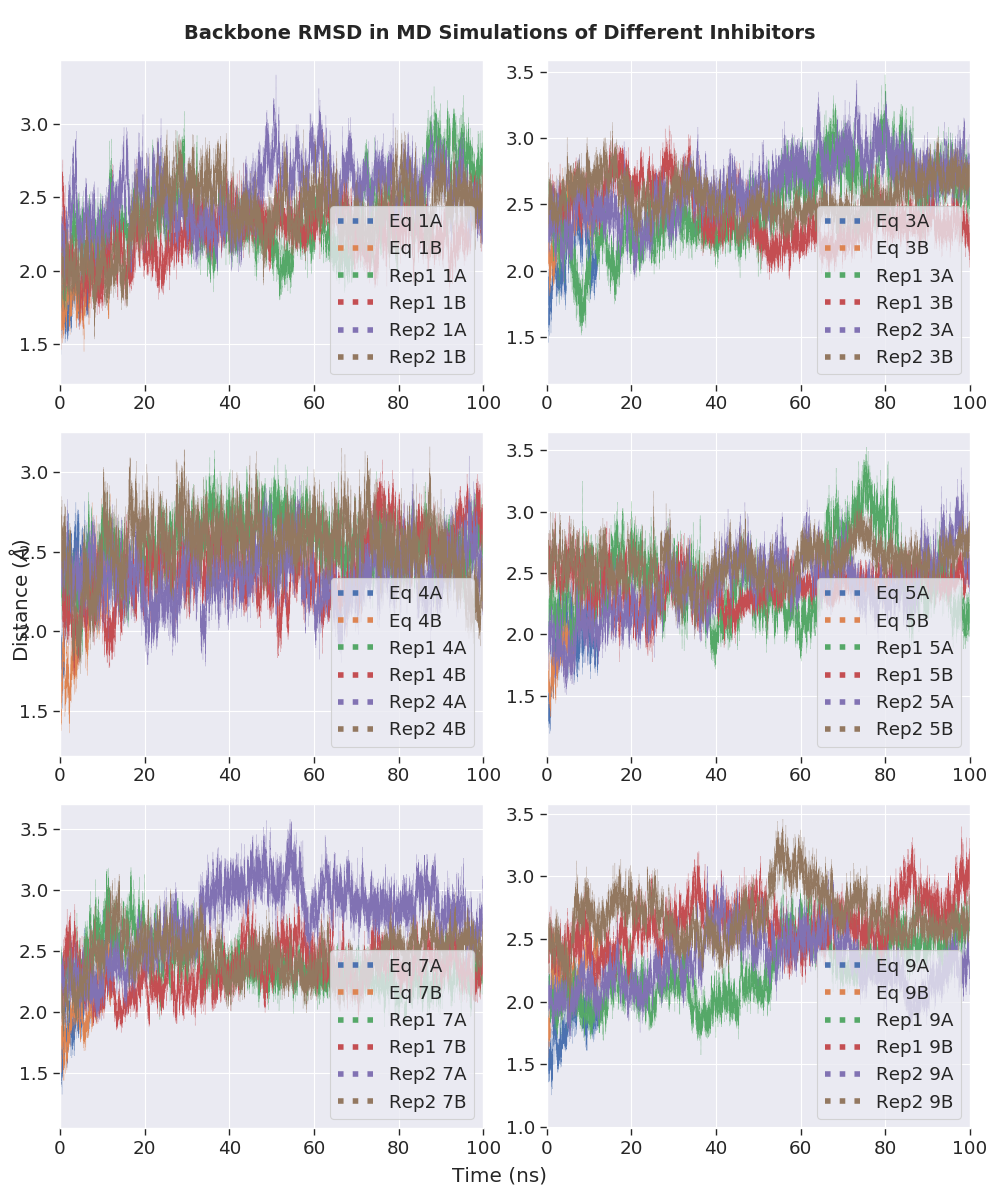 Backbone RMSD in MD Simulations of Different Inhibitors
3.0
2.5
2.0
1.5
0 20 40 60 80 100
Eq 1A
Eq 1B
Rep1 1A
Rep1 1B
Rep2 1A
Rep2 1B
3.5
3.0
2.5
2.0
1.5
0 20 40 60 80 100
Eq 3A
Eq 3B
Rep1 3A
Rep1 3B
Rep2 3A
Rep2 3B
Distance (Å)
3.0
2.5
2.0
1.5
0 20 40 60 80 100
Eq 4A
Eq 4B
Rep1 4A
Rep1 4B
Rep2 4A
Rep2 4B
3.5
3.0
2.5
2.0
1.5
0 20 40 60 80 100
Eq 5A
Eq 5B
Rep1 5A
Rep1 5B
Rep2 5A
Rep2 5B
3.5
3.0
2.5
2.0
1.5
0 20 40 60 80 100
Eq 7A
Eq 7B
Rep1 7A
Rep1 7B
Rep2 7A
Rep2 7B
3.5
3.0
2.5
2.0
1.5
1.0
0 20 40 60 80 100
Eq 9A
Eq 9B
Rep1 9A
Rep1 9B
Rep2 9A
Rep2 9B
Time (ns)